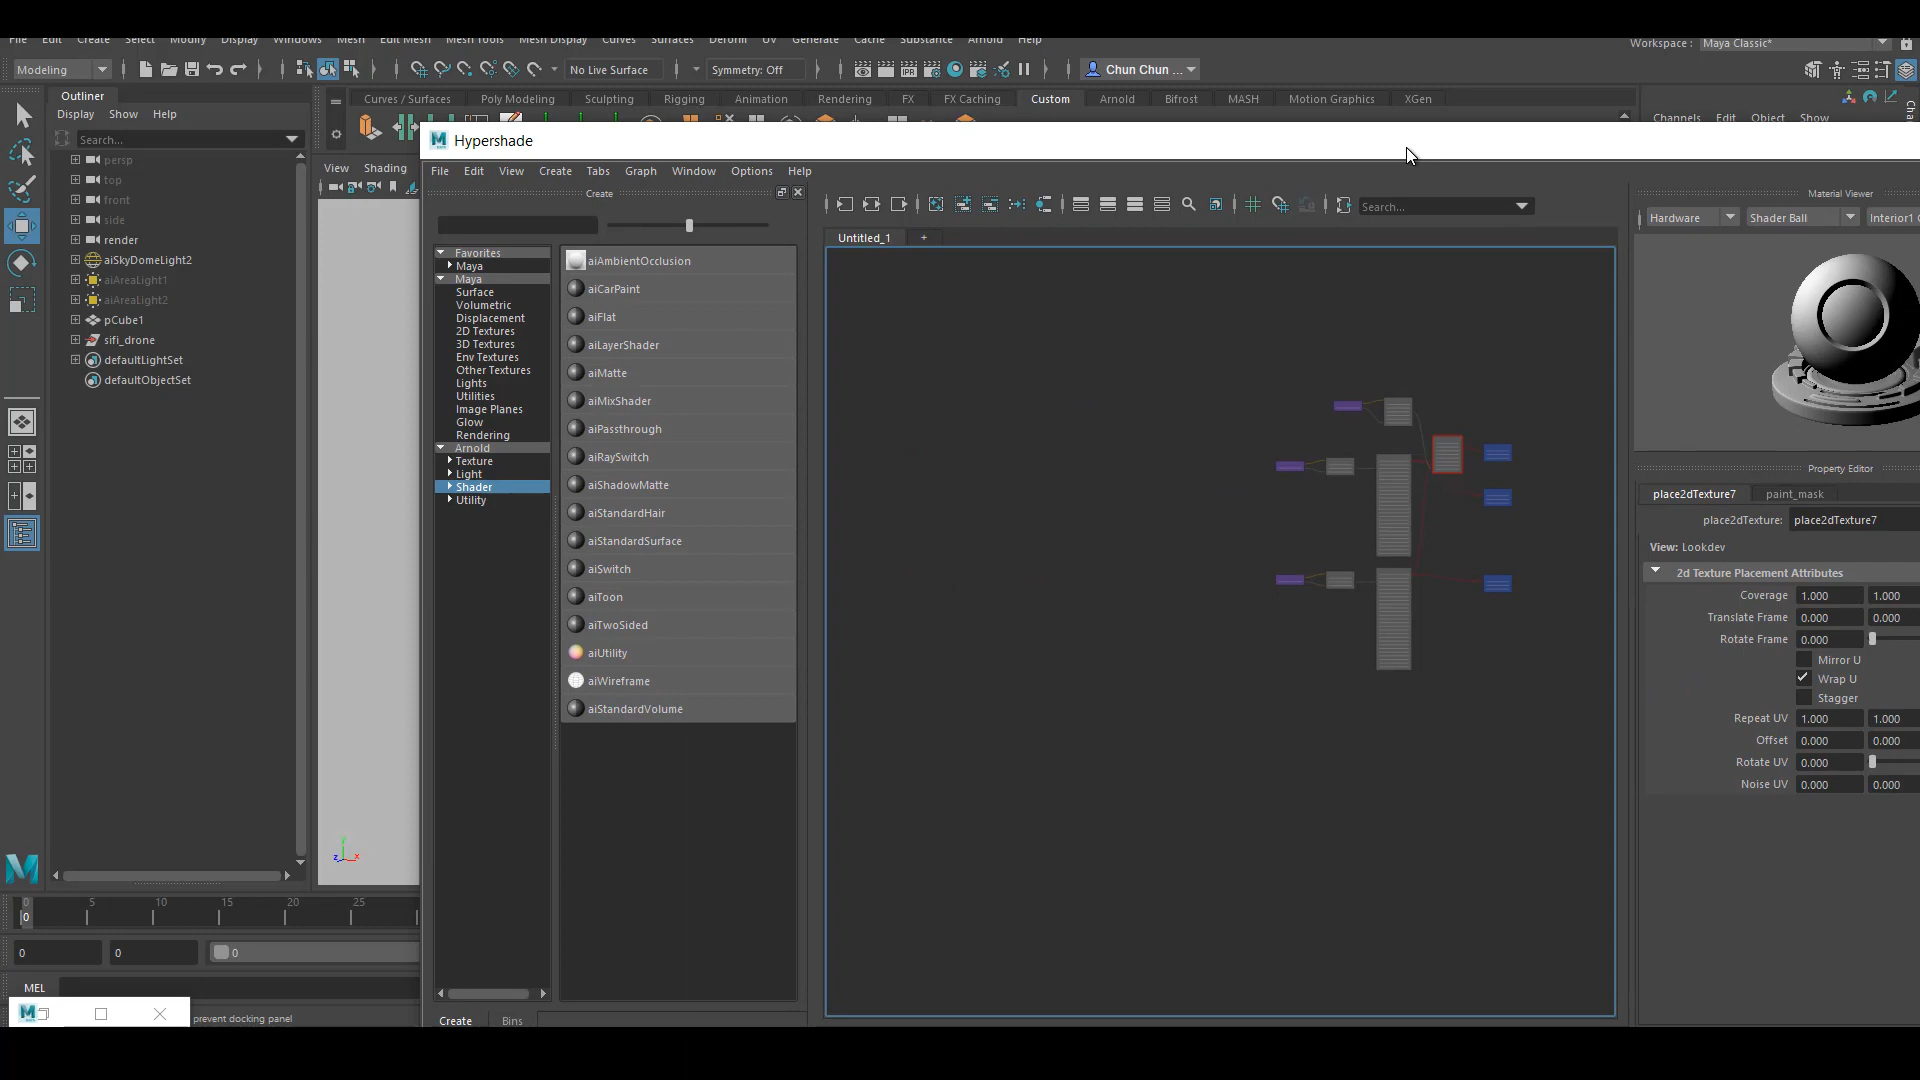 File Edit Create Select Modify Display Windows Mesh Edit Mesh Mesh Tools Mesh Display Curves Surfaces Deform UV Generate Cache Substance Arnold Help
Workspace : Maya Classic*
Modeling
No Live Surface
Symmetry: Off
Chun Chun ...
Outliner
Display Show Help
Search...
persp
top
front
side
render
aiSkyDomeLight2
aiAreaLight1
aiAreaLight2
pCube1
sifi_drone
defaultLightSet
defaultObjectSet
Curves / Surfaces Poly Modeling Sculpting Rigging Animation Rendering FX FX Caching Custom Arnold Bifrost MASH Motion Graphics XGen
Channels Edit Object Show
View Shading
Hypershade
File Edit View Create Tabs Graph Window Options Help
Create
Favorites
Maya
Maya
Surface
Volumetric
Displacement
2D Textures
3D Textures
Env Textures
Other Textures
Lights
Utilities
Image Planes
Glow
Rendering
Arnold
Texture
Light
Shader
Utility
aiAmbientOcclusion
aiCarPaint
aiFlat
aiLayerShader
aiMatte
aiMixShader
aiPassthrough
aiRaySwitch
aiShadowMatte
aiStandardHair
aiStandardSurface
aiSwitch
aiToon
aiTwoSided
aiUtility
aiWireframe
aiStandardVolume
Create Bins
Search...
Untitled_1 +
Material Viewer
Hardware Shader Ball Interior1
Property Editor
place2dTexture7 paint_mask
place2dTexture: place2dTexture7
View: Lookdev
2d Texture Placement Attributes
Coverage 1.000 1.000
Translate Frame 0.000 0.000
Rotate Frame 0.000
Mirror U
Wrap U
Stagger
Repeat UV 1.000 1.000
Offset 0.000 0.000
Rotate UV 0.000
Noise UV 0.000 0.000
0 5 10 15 20 25
0
0 0 0
MEL
prevent docking panel